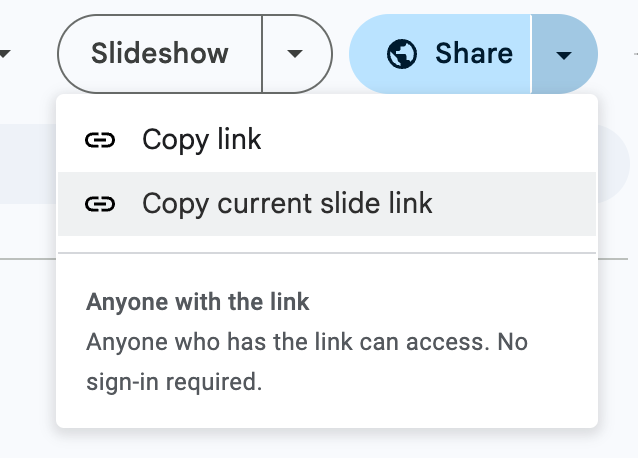 Slideshow
Share
Copy link
Copy current slide link
Anyone with the link
Anyone who has the link can access. No
sign-in required.